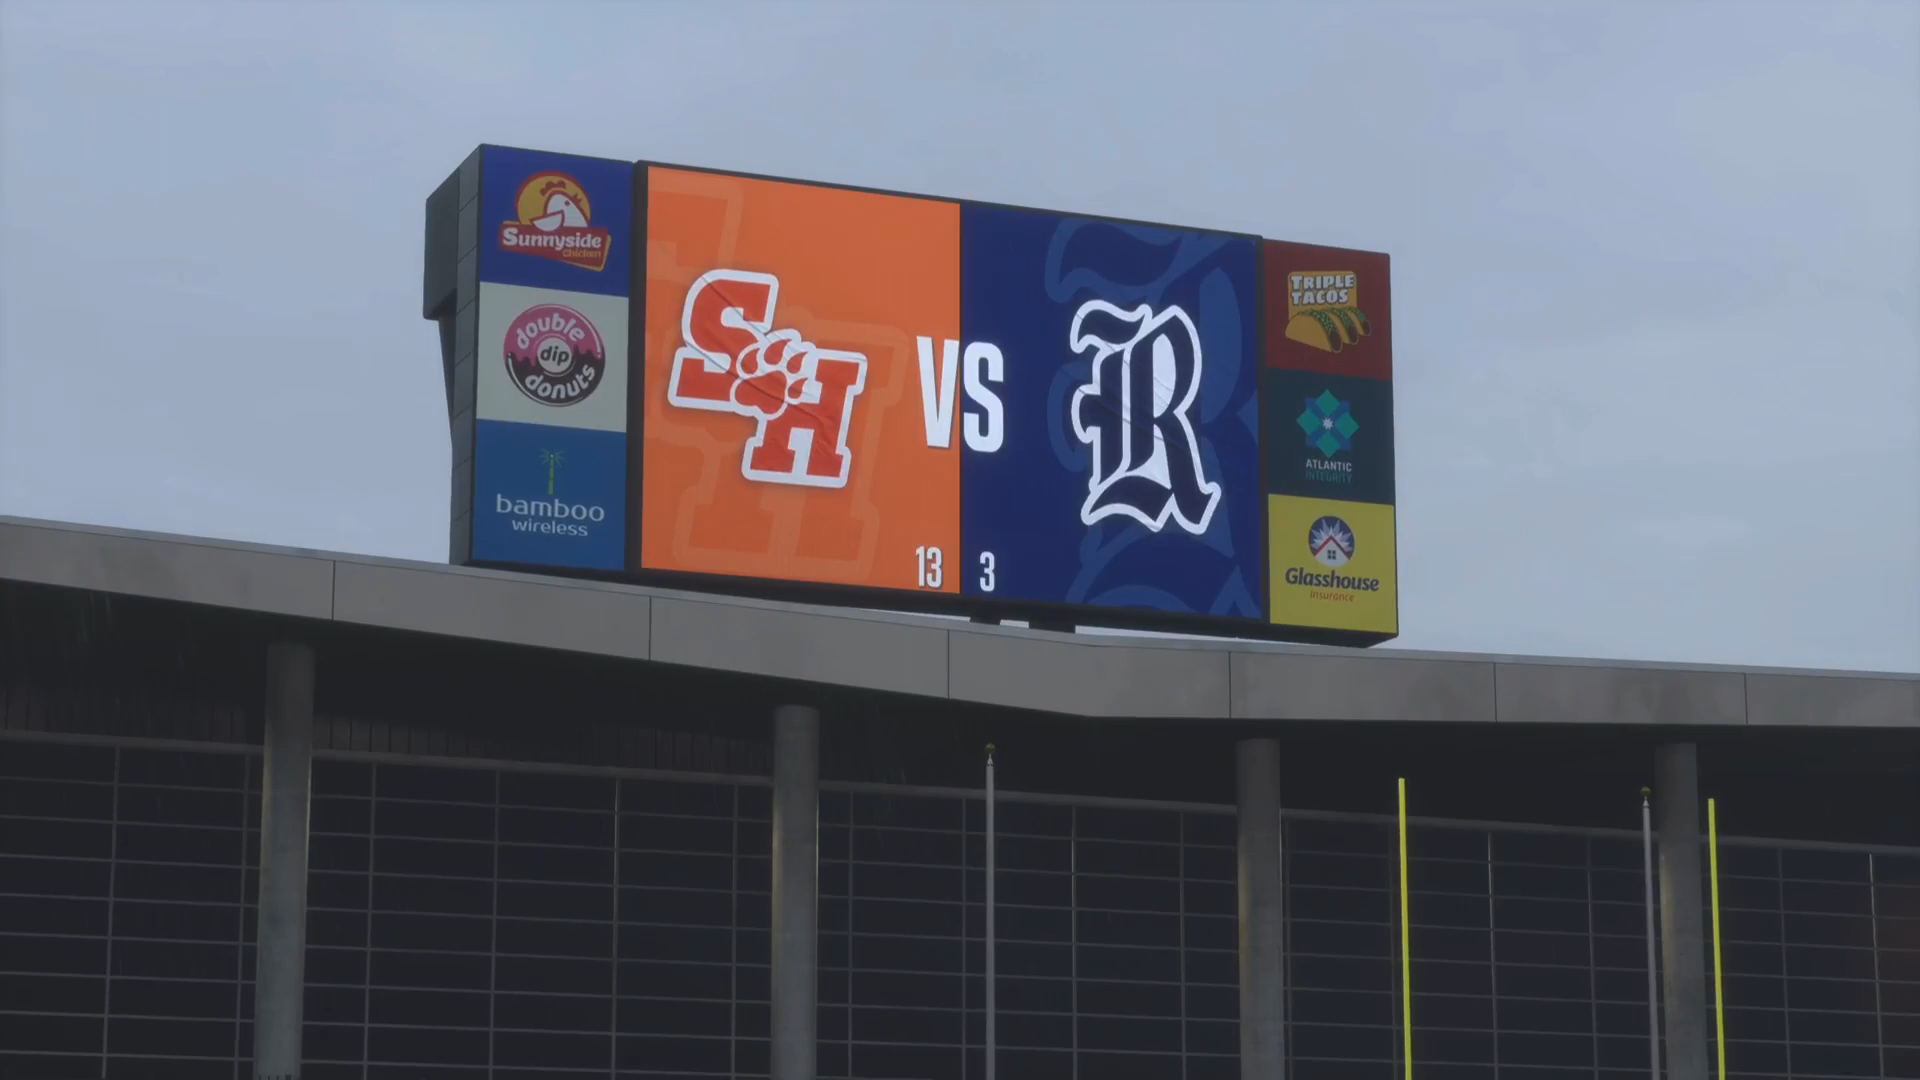 Sunnyside
Chicken
double
dip
donuts
bamboo
wireless
SH
VS
R
13
3
TRIPLE
TACOS
ATLANTIC
INTEGRITY
Glasshouse
Insurance